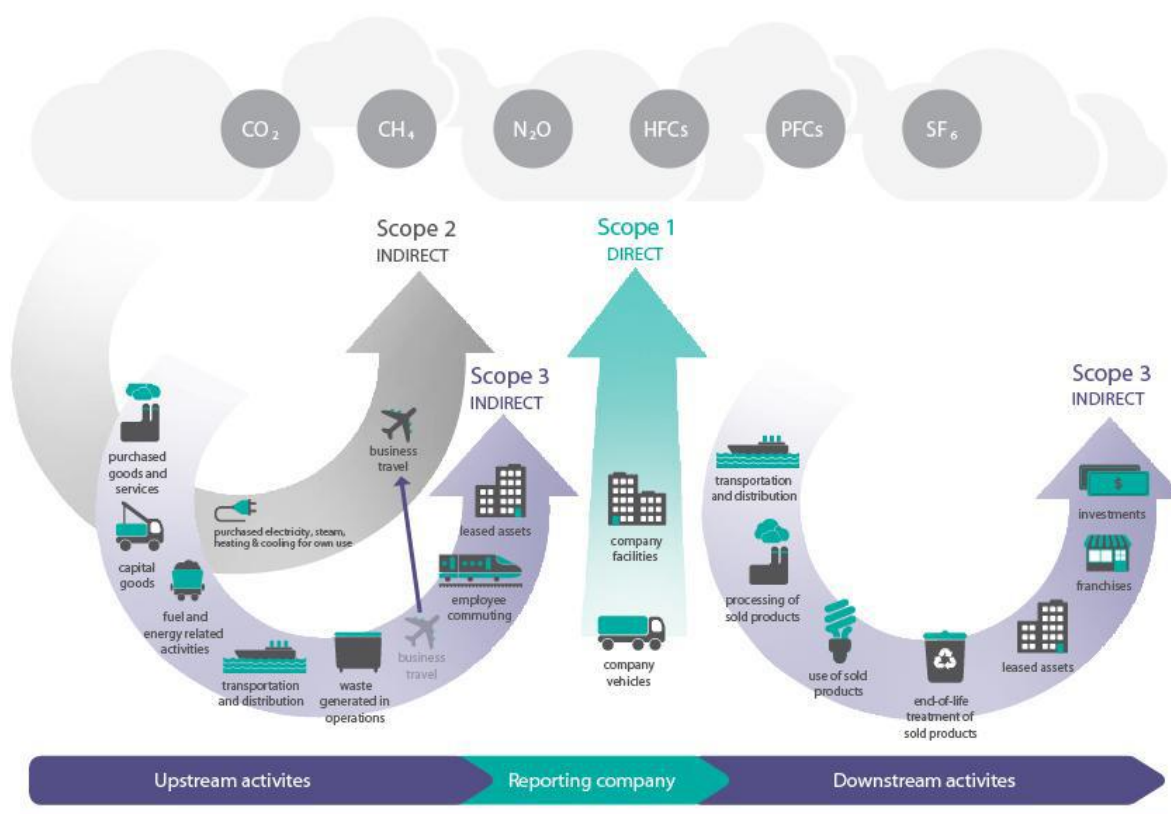 CO₂
CH₄
N₂O
HFCs
PFCs
SF₆
Scope 2
INDIRECT
Scope 1
DIRECT
Scope 3
INDIRECT
Scope 3
INDIRECT
purchased
goods and
services
capital
goods
fuel and
energy related
activities
transportation
and distribution
waste
generated in
operations
business
travel
employee
commuting
leased assets
purchased electricity, steam,
heating & cooling for own use
business
travel
company
facilities
company
vehicles
transportation
and distribution
processing of
sold products
use of sold
products
end-of-life
treatment of
sold products
leased assets
franchises
investments
$
Upstream activites
Reporting company
Downstream activites